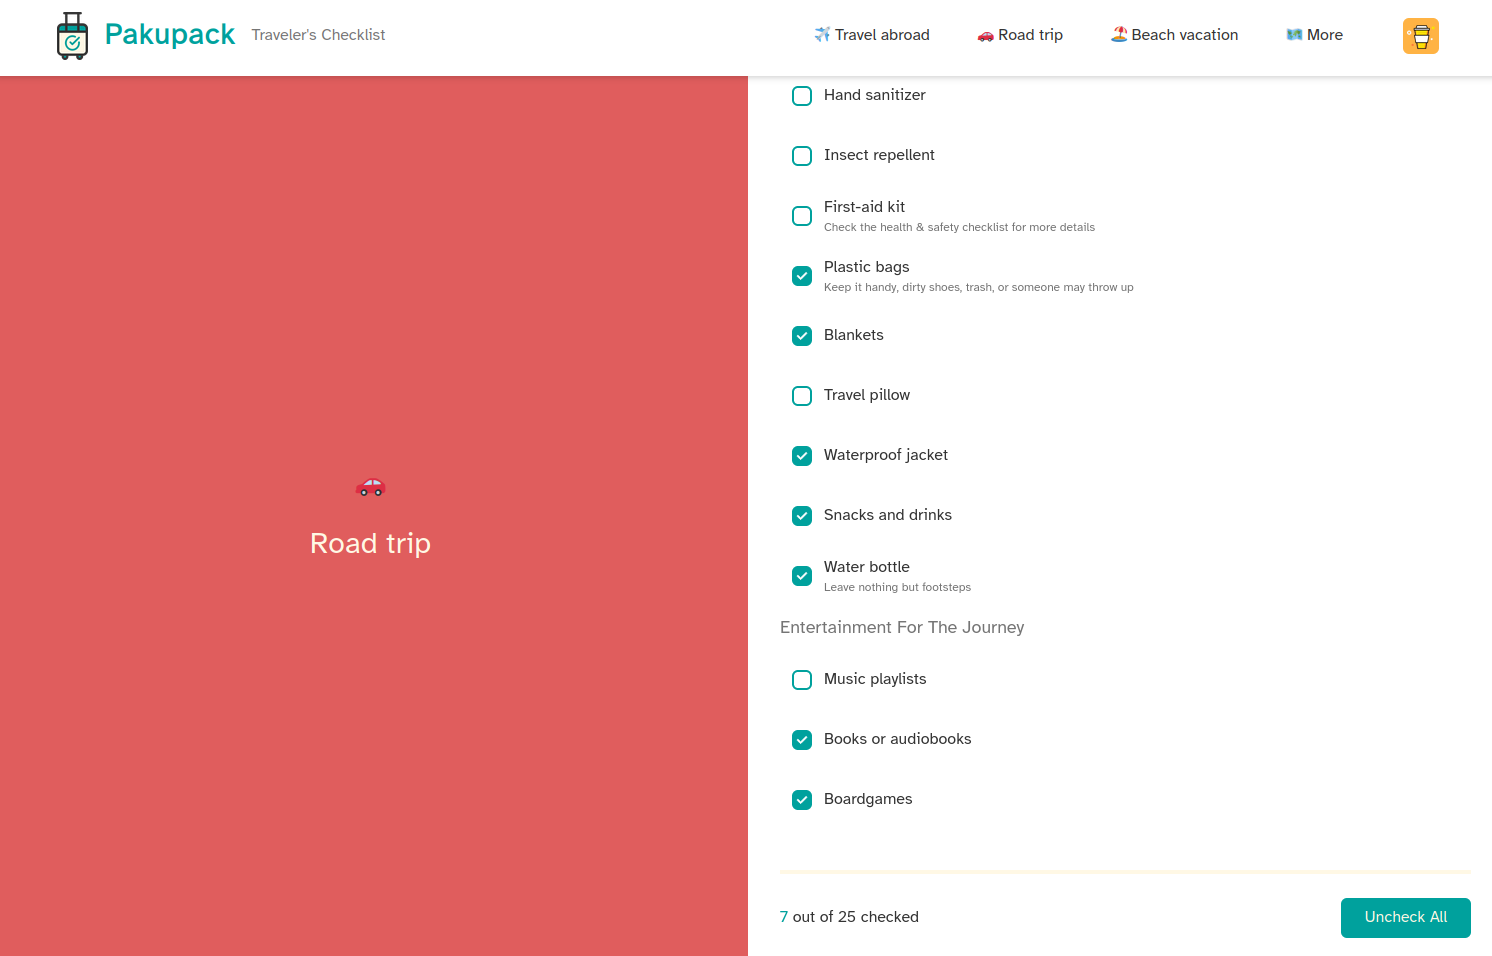 Pakupack
Traveler's Checklist
Travel abroad
Road trip
Beach vacation
More
Road trip
Hand sanitizer
Insect repellent
First-aid kit
Check the health & safety checklist for more details
Plastic bags
Keep it handy, dirty shoes, trash, or someone may throw up
Blankets
Travel pillow
Waterproof jacket
Snacks and drinks
Water bottle
Leave nothing but footsteps
Entertainment For The Journey
Music playlists
Books or audiobooks
Boardgames
7 out of 25 checked
Uncheck All